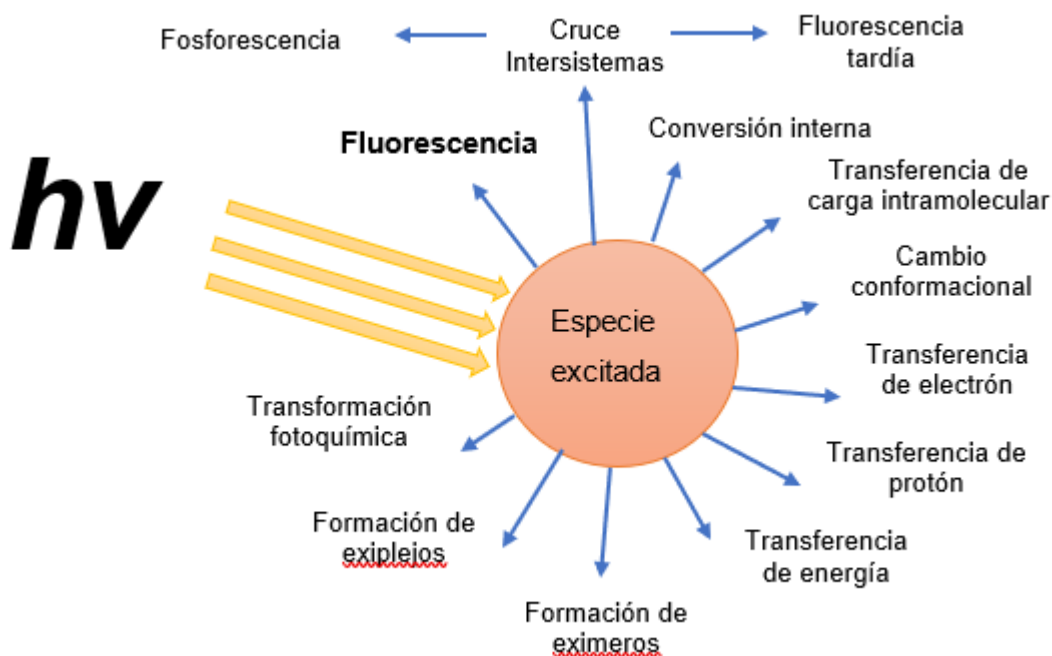 Fosforescencia
Cruce
Intersistemas
Fluorescencia
tardía
Fluorescencia
Conversión interna
hv
Transferencia de
carga intramolecular
Cambio
conformacional
Especie
excitada
Transferencia
de electrón
Transformación
fotoquímica
Transferencia de
protón
Formación de
exiplejos
Transferencia
de energía
Formación de
eximeros